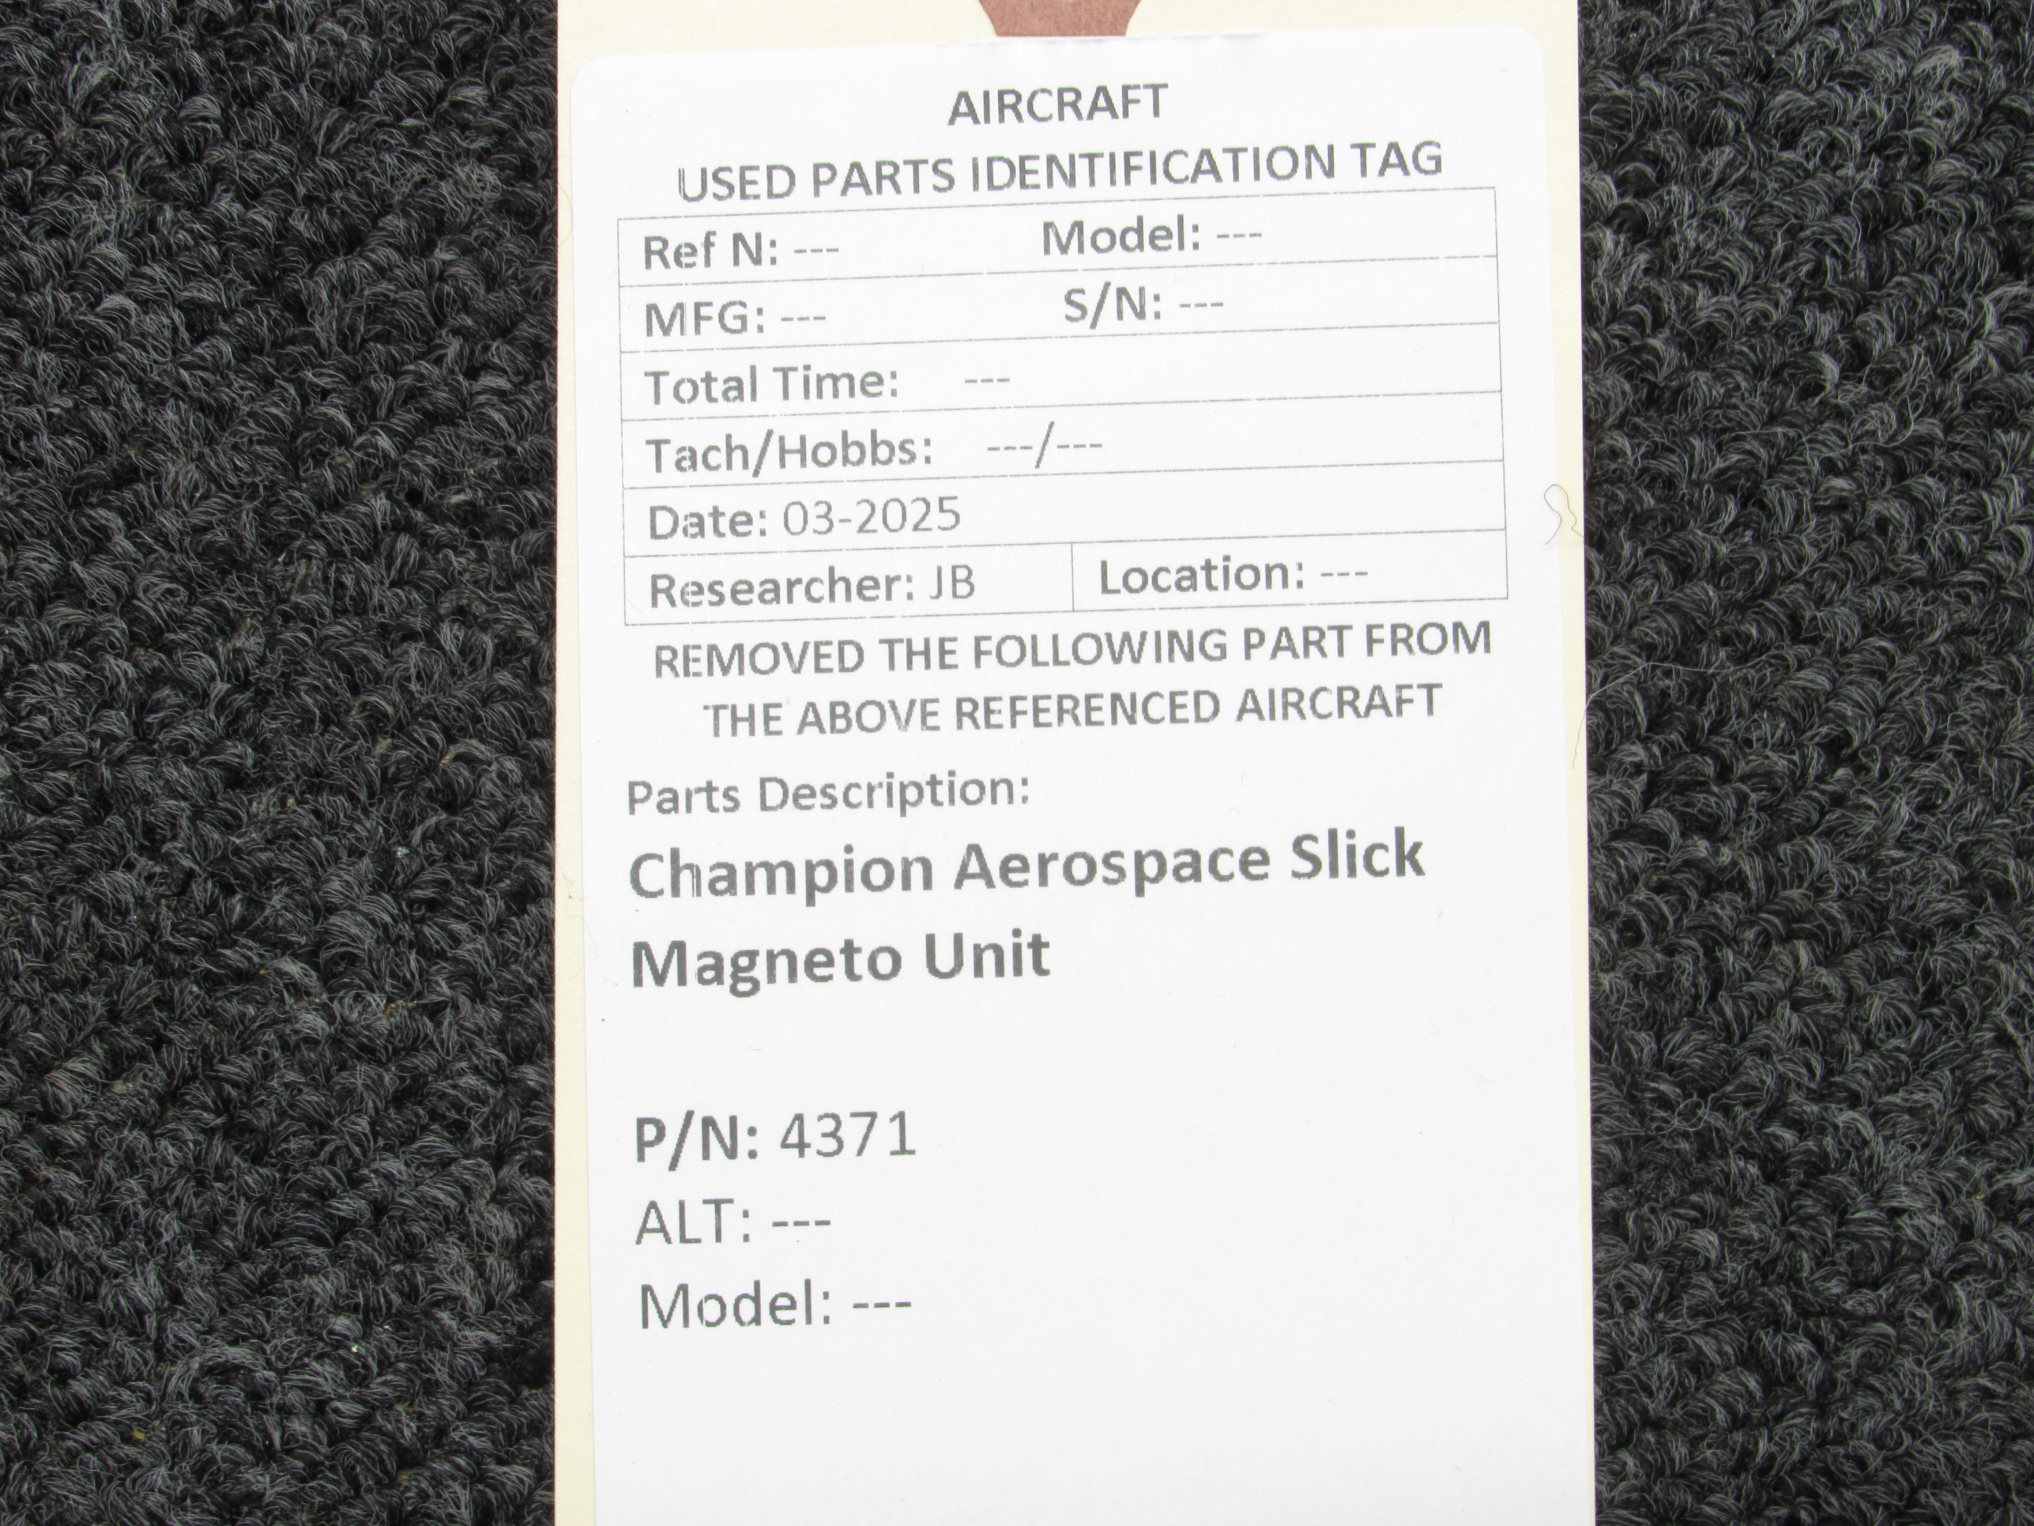 AIRCRAFT
USED PARTS IDENTIFICATION TAG
Ref N: --- Model: ---
MFG: --- S/N: ---
Total Time: ---
Tach/Hobbs: ---/---
Date: 03-2025
Researcher: JB Location: ---
REMOVED THE FOLLOWING PART FROM
THE ABOVE REFERENCED AIRCRAFT
Parts Description:
Champion Aerospace Slick
Magneto Unit
P/N: 4371
ALT: ---
Model: ---